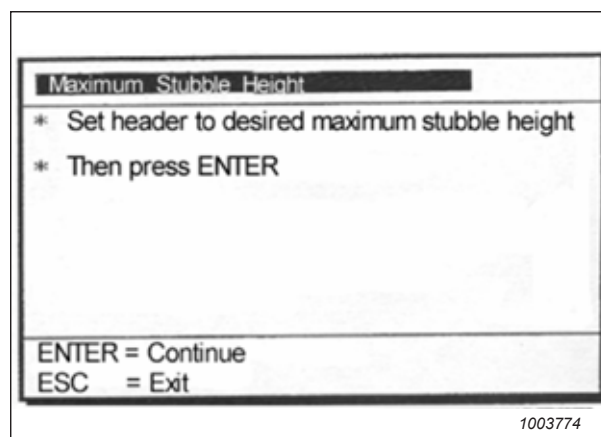 Maximum Stubble Height
* Set header to desired maximum stubble height
* Then press ENTER
ENTER = Continue
ESC = Exit
1003774